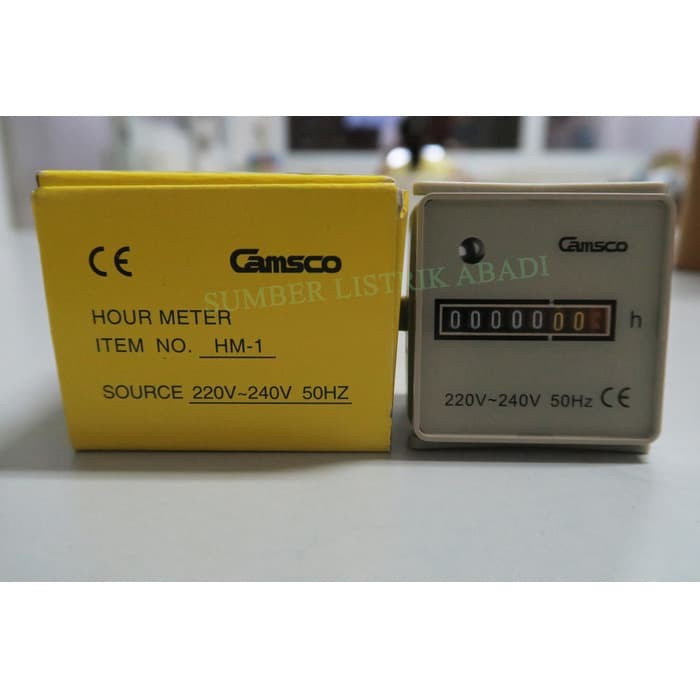 CE Camsco
HOUR METER
ITEM NO. HM-1
SOURCE 220V~240V 50HZ
SUMBER LISTRIK ABADI
Camsco
0000000 h
220V~240V 50Hz CE